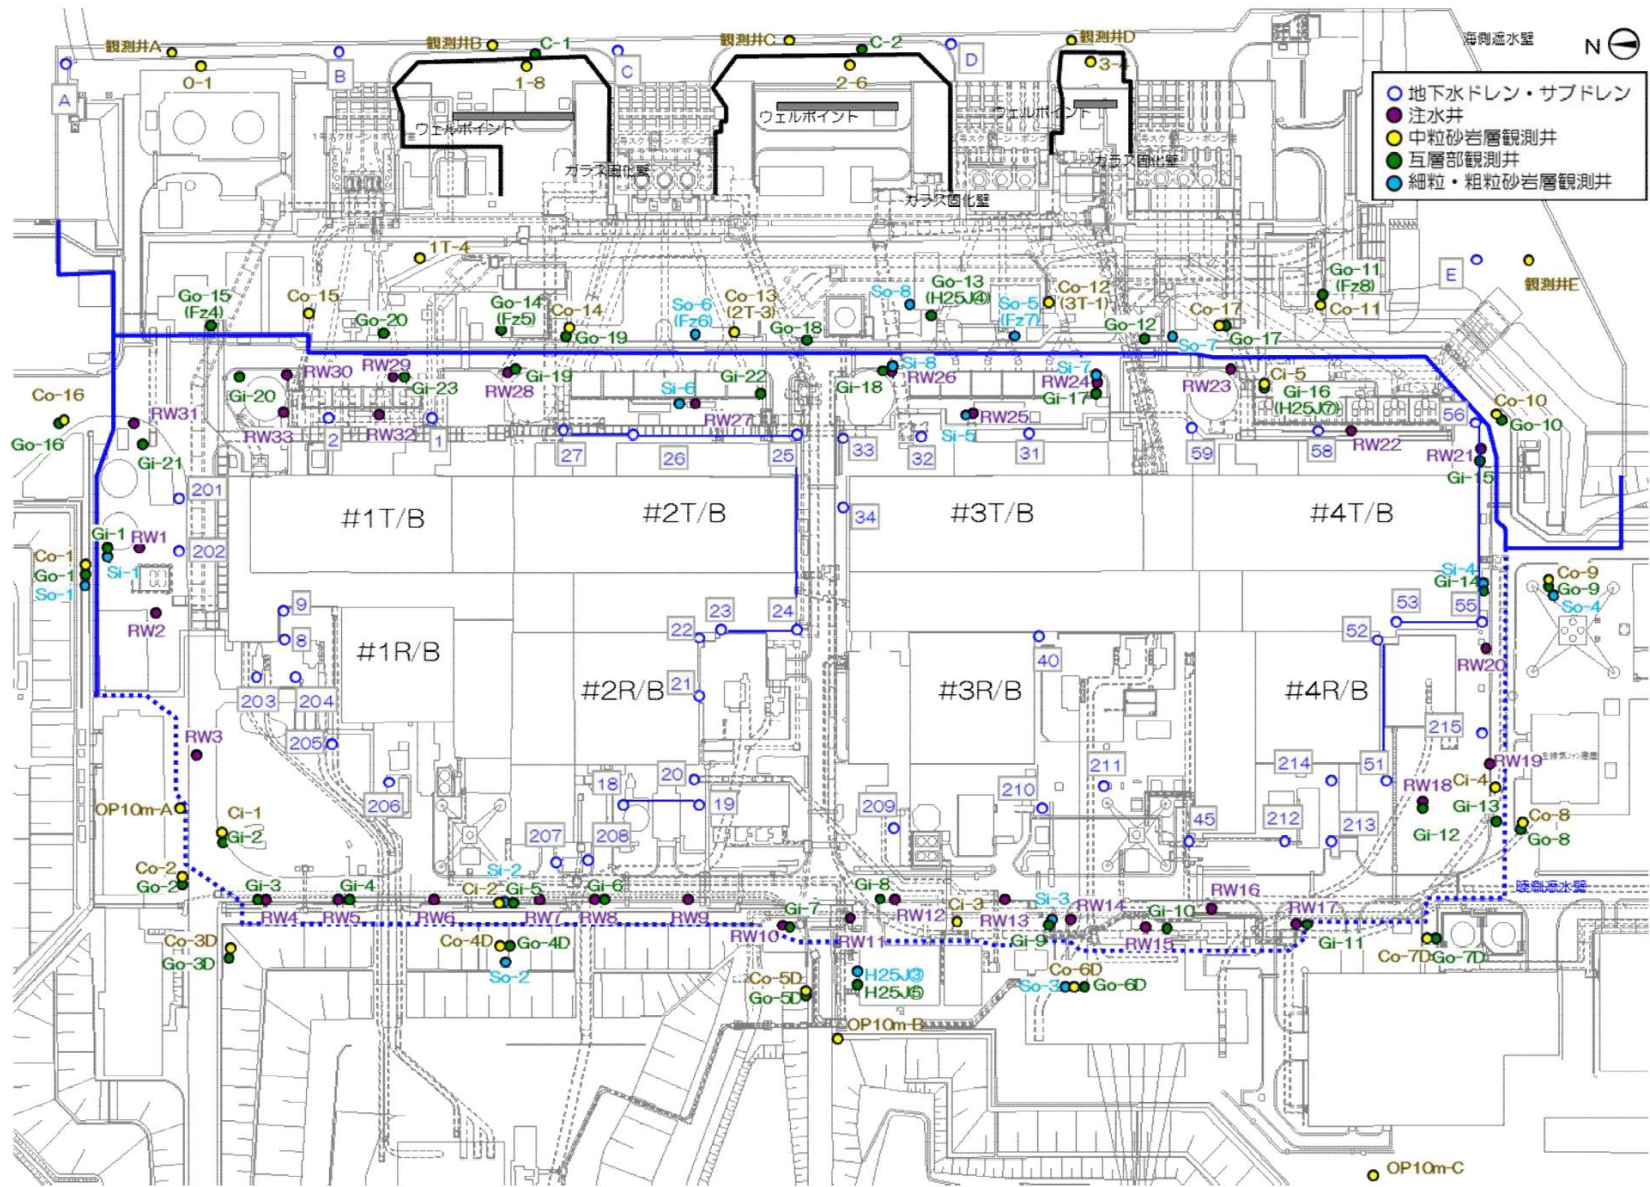 観測井A
B
観測井B
C-1
C
観測井C
C-2
D
観測井D
海側遮水壁
N
A
0-1
1-8
2-6
3-4
地下水ドレン・サブドレン
注水井
中粒砂岩層観測井
互層部観測井
細粒・粗粒砂岩層観測井
ウェルポイント
ウェルポイント
ウェルポイント
ガラス固化壁
ガラス固化壁
ガラス固化壁
1T-4
E
観測井E
Go-15
(Fz4)
Co-15
Go-20
Go-14
(Fz5)
Co-14
Go-19
So-6
(Fz6)
Co-13
(2T-3)
Go-18
So-8
Go-13
(H25J④)
So-5
(Fz7)
Co-12
(3T-1)
Go-12
So-7
Co-17
Go-17
Go-11
(Fz8)
Co-11
Co-16
Go-16
RW31
Gi-21
Gi-20
RW30
RW33
2
RW29
RW32
Gi-23
1
RW28
Gi-19
27
Si-6
26
RW27
Gi-22
25
Gi-18
Si-8
RW26
33
32
Si-5
RW25
31
Si-7
RW24
Gi-17
RW23
59
Ci-5
Gi-16
(H25J⑦)
58
RW22
56
RW21
Gi-15
Co-10
Go-10
201
202
#1T/B
#2T/B
34
#3T/B
#4T/B
Co-1
Go-1
So-1
Gi-1
Si-1
RW1
RW2
Si-4
Gi-14
55
53
52
RW20
Co-9
Go-9
So-4
9
8
203
204
205
206
#1R/B
#2R/B
22
23
24
21
#3R/B
40
#4R/B
RW3
OP10m-A
Ci-1
Gi-2
Co-2
Go-2
18
20
19
207
208
209
210
211
45
212
213
214
51
215
RW18
Gi-12
RW19
Ci-4
Gi-13
Co-8
Go-8
主排気ファン建屋
陸側遮水壁
Gi-3
RW4
Gi-4
RW5
RW6
Si-2
Ci-2
Gi-5
RW7
Gi-6
RW8
RW9
RW10
Gi-7
Gi-8
RW11
RW12
Ci-3
RW13
Si-3
Gi-9
RW14
RW15
Gi-10
RW16
RW17
Gi-11
Co-3D
Go-3D
Co-4D
Go-4D
So-2
Co-5D
Go-5D
H25J③
H25J⑤
Co-6D
So-3
Go-6D
Co-7D
Go-7D
OP10m-B
OP10m-C